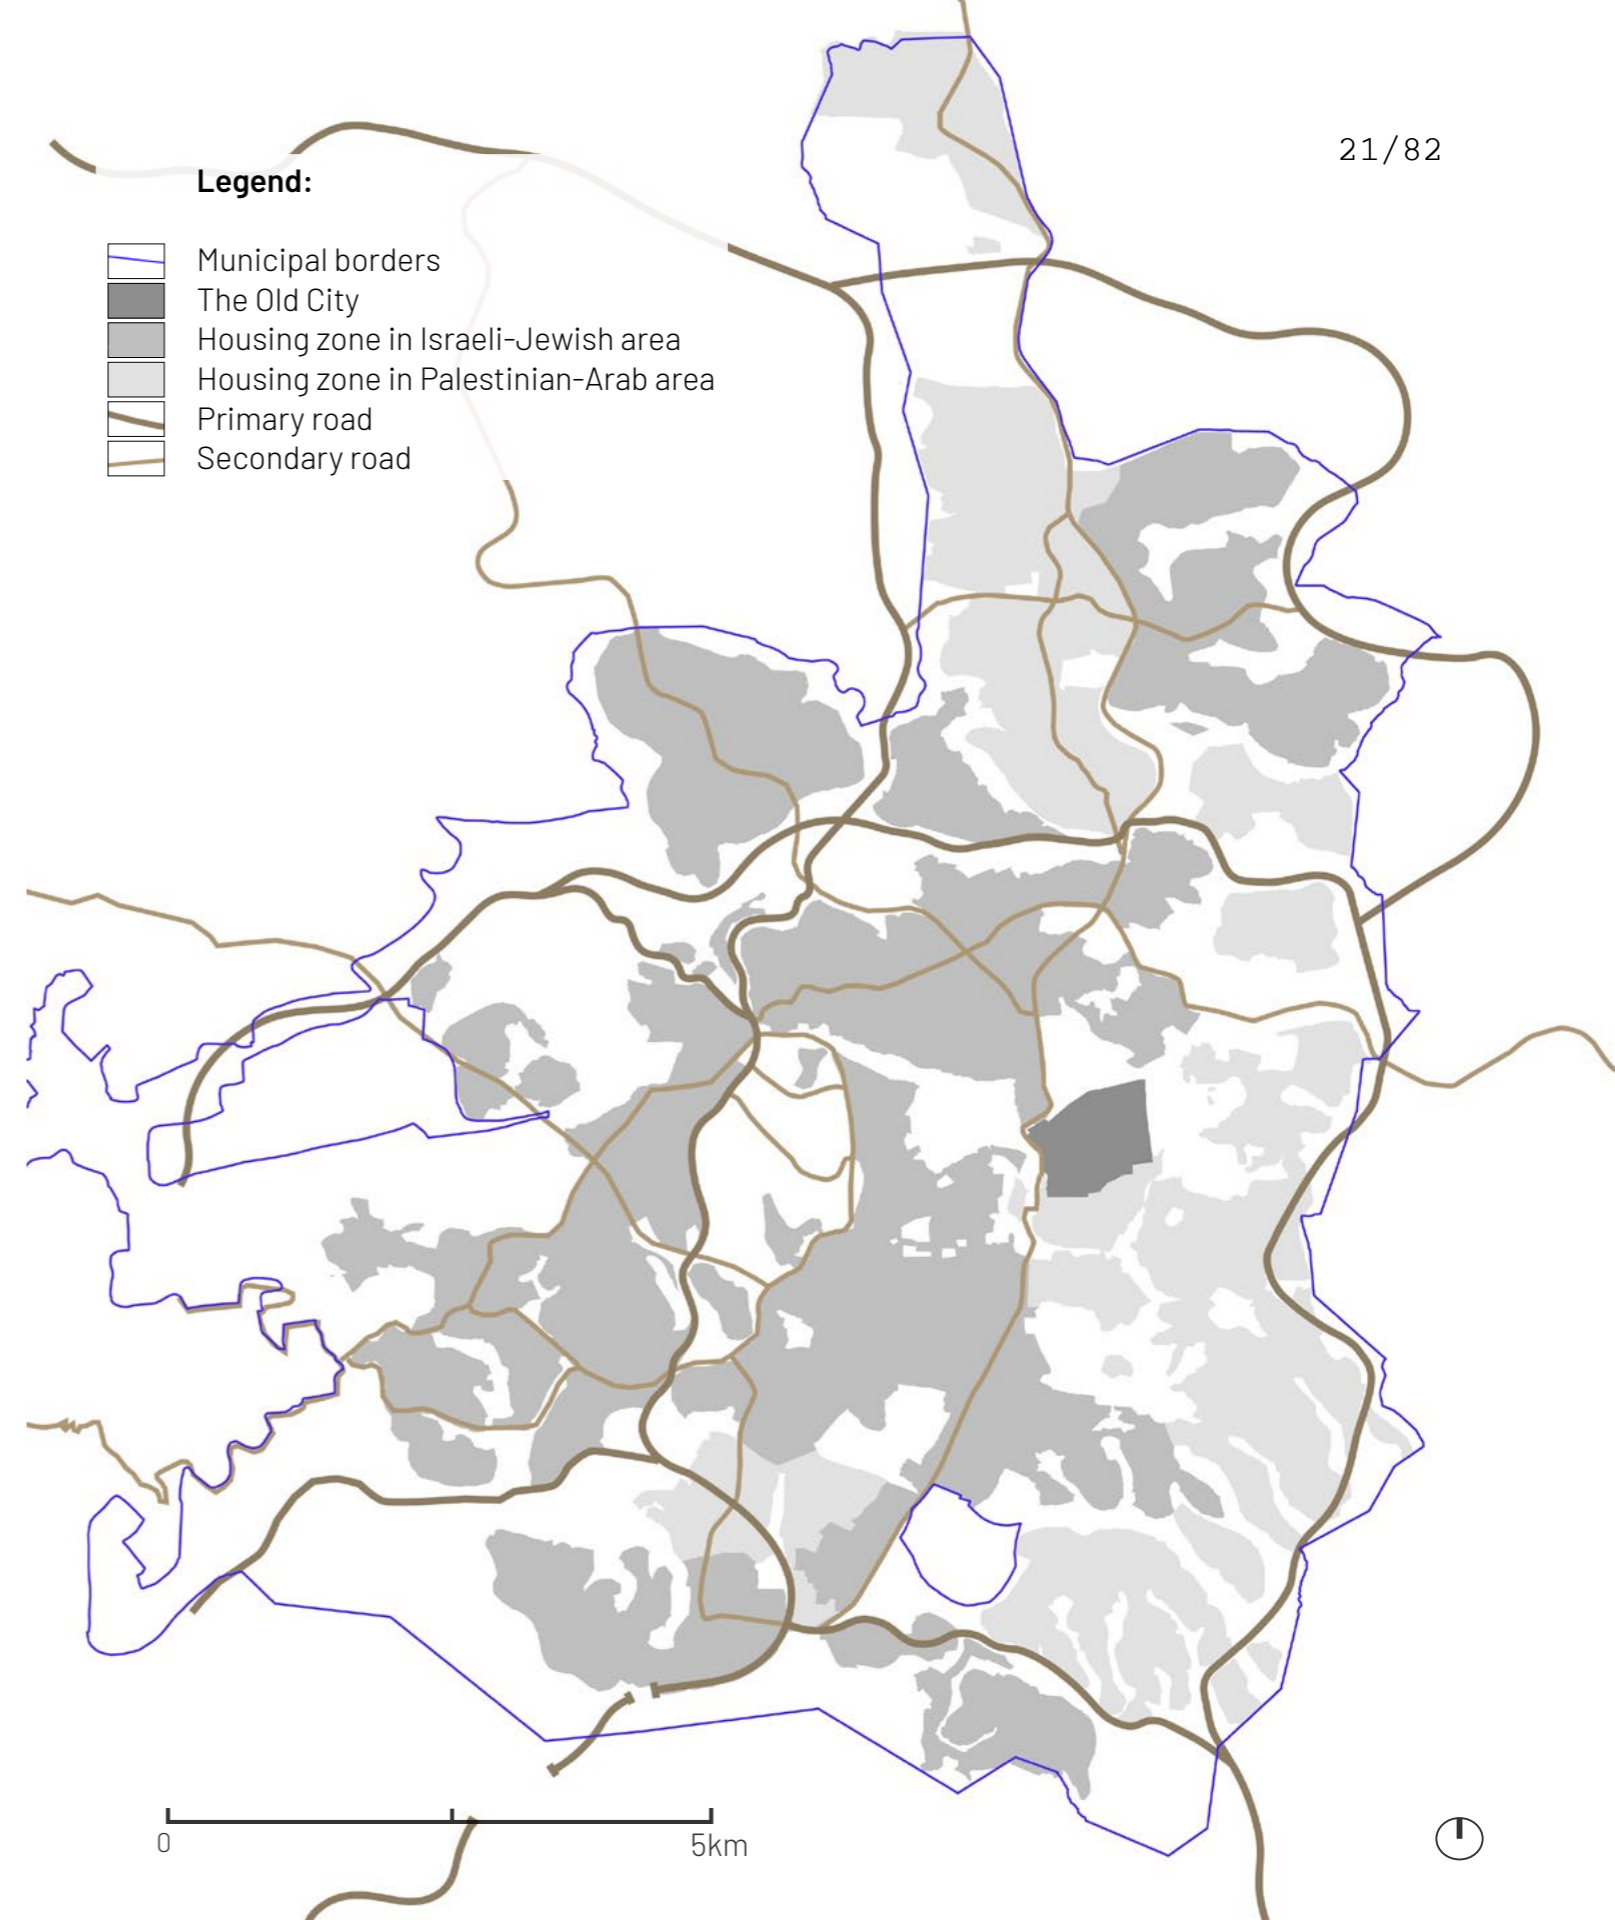 21/82
Legend:
Municipal borders
The Old City
Housing zone in Israeli-Jewish area
Housing zone in Palestinian-Arab area
Primary road
Secondary road
0 5km